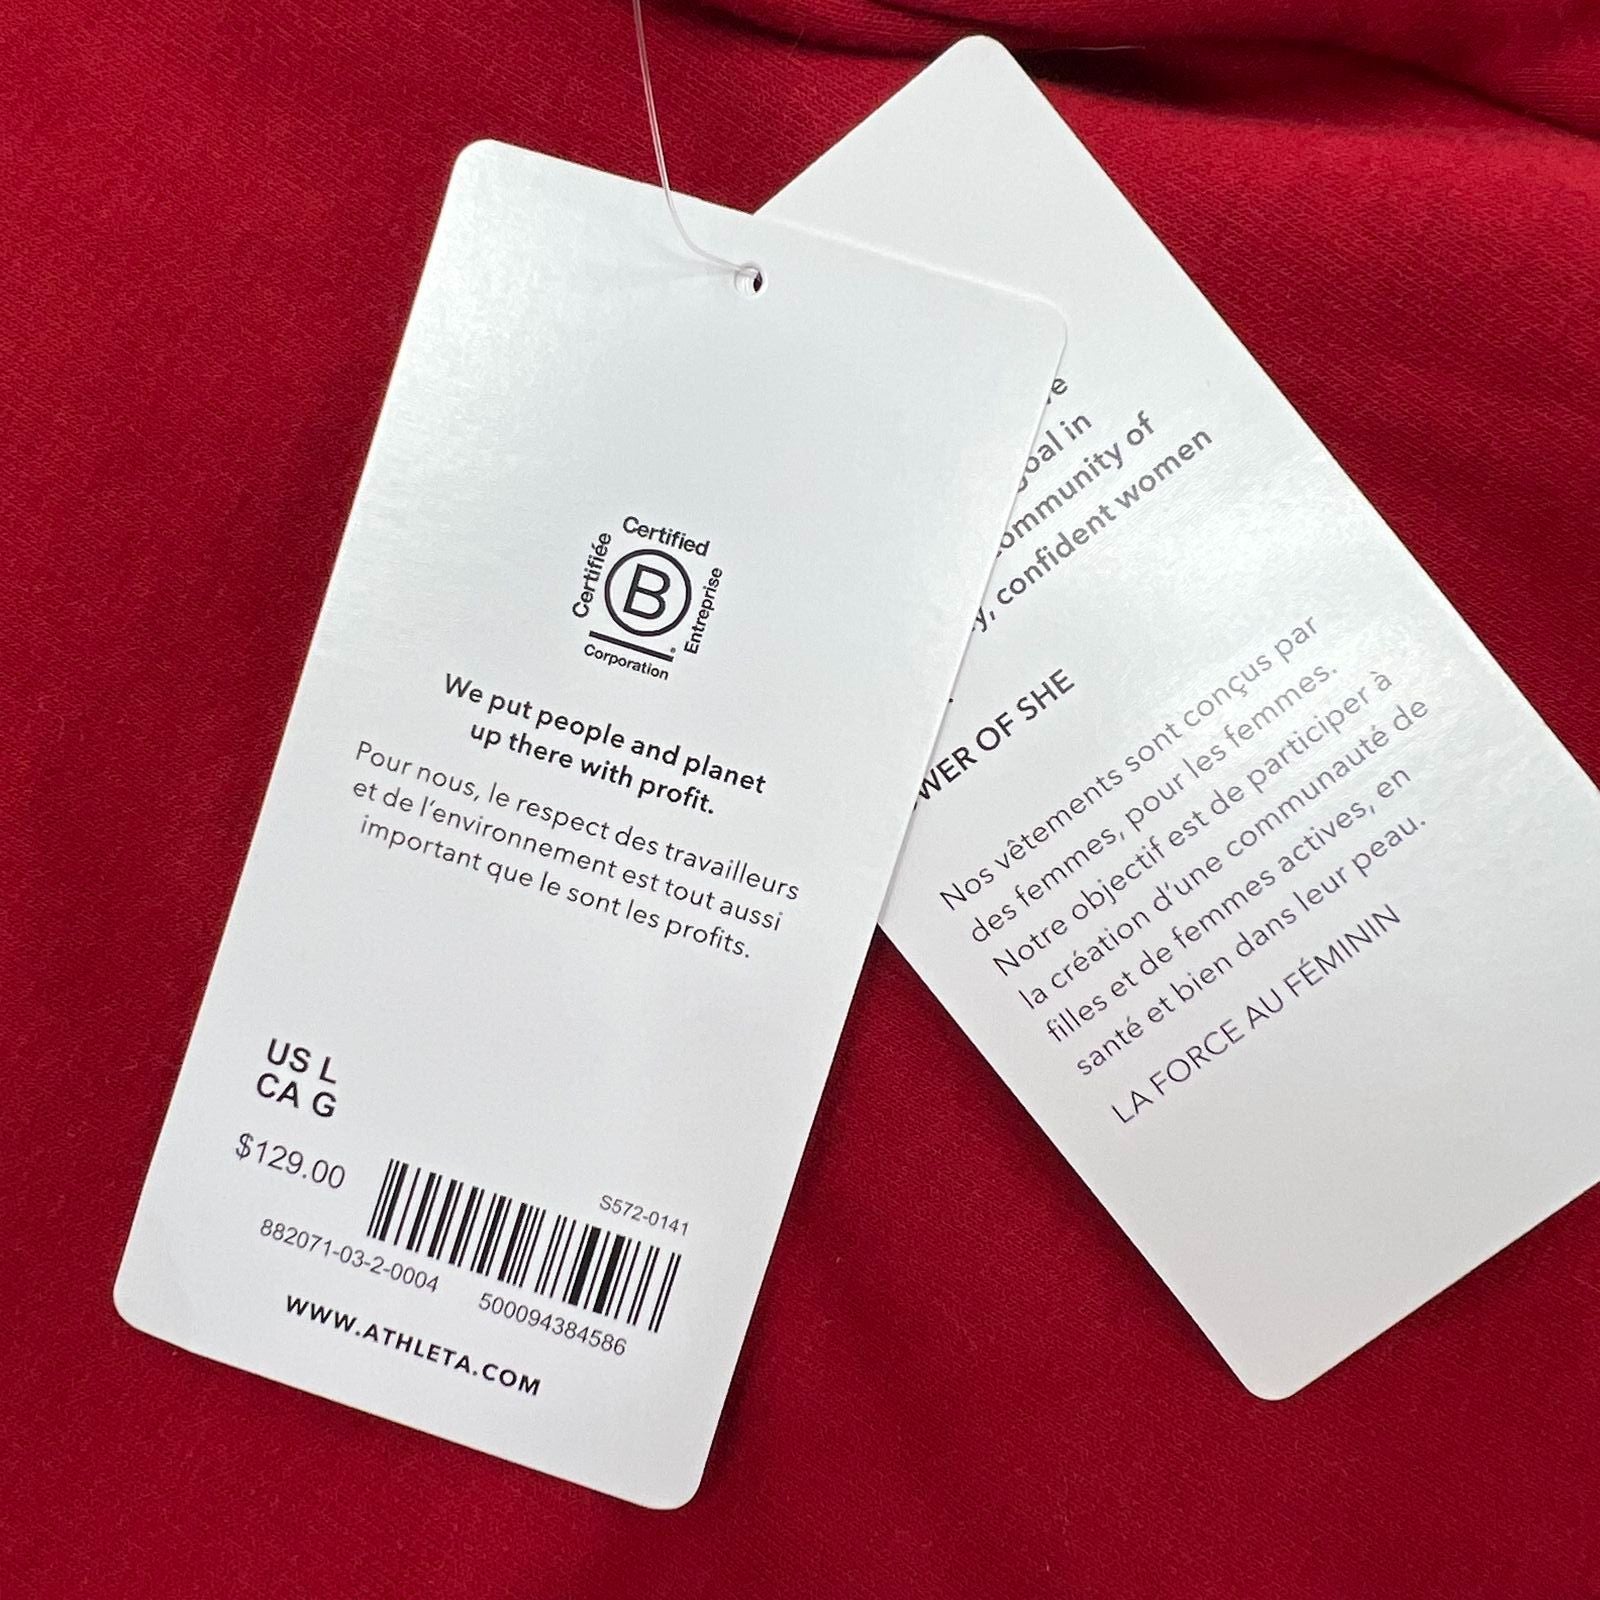 Certified
Certifiée
B
Entreprise
Corporation
We put people and planet
up there with profit.
Pour nous, le respect des travailleurs
et de l'environnement est tout aussi
important que le sont les profits.
US L
CA G
$129.00
S572-0141
882071-03-2-0004
500094384586
WWW.ATHLETA.COM
in
of
confident women
OF SHE
Nos vêtements sont conçus par
des femmes, pour les femmes.
Notre objectif est de participer à
la création d'une communauté de
filles et de femmes actives, en
santé et bien dans leur peau.
LA FORCE AU FÉMININ